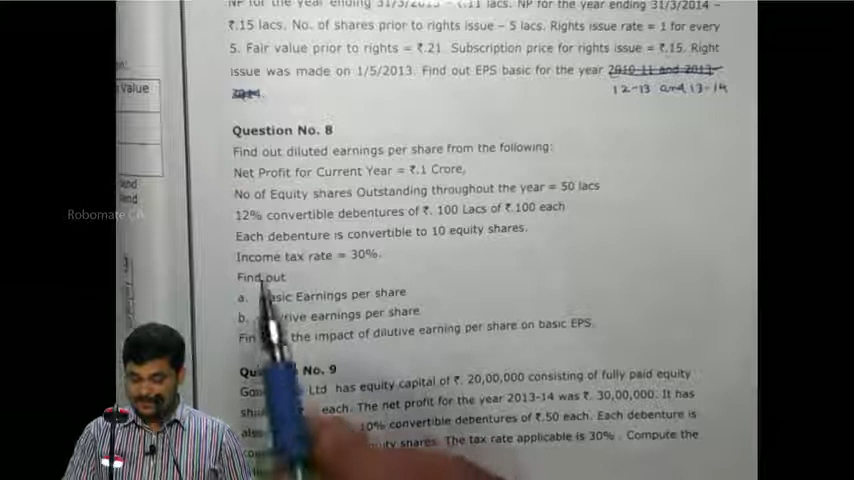 NP for the year ending 31/3/2013 – ₹.11 lacs. NP for the year ending 31/3/2014 –
₹.15 lacs. No. of shares prior to rights issue – 5 lacs. Rights issue rate = 1 for every
5. Fair value prior to rights = ₹.21. Subscription price for rights issue = ₹.15. Right
issue was made on 1/5/2013. Find out EPS basic for the year 2010-11 and 2013-
12-13 and 13-14
Value
Question No. 8
Find out diluted earnings per share from the following:
Net Profit for Current Year = ₹.1 Crore,
No of Equity shares Outstanding throughout the year = 50 lacs
12% convertible debentures of ₹. 100 Lacs of ₹.100 each
Each debenture is convertible to 10 equity shares.
Income tax rate = 30%.
Find out
a. asic Earnings per share
b. tive earnings per share
Fin the impact of dilutive earning per share on basic EPS.
Qu No. 9
Ltd has equity capital of ₹. 20,00,000 consisting of fully paid equity
each. The net profit for the year 2013-14 was ₹. 30,00,000. It has
10% convertible debentures of ₹.50 each. Each debenture is
uity shares. The tax rate applicable is 30% . Compute the
Robomate CA